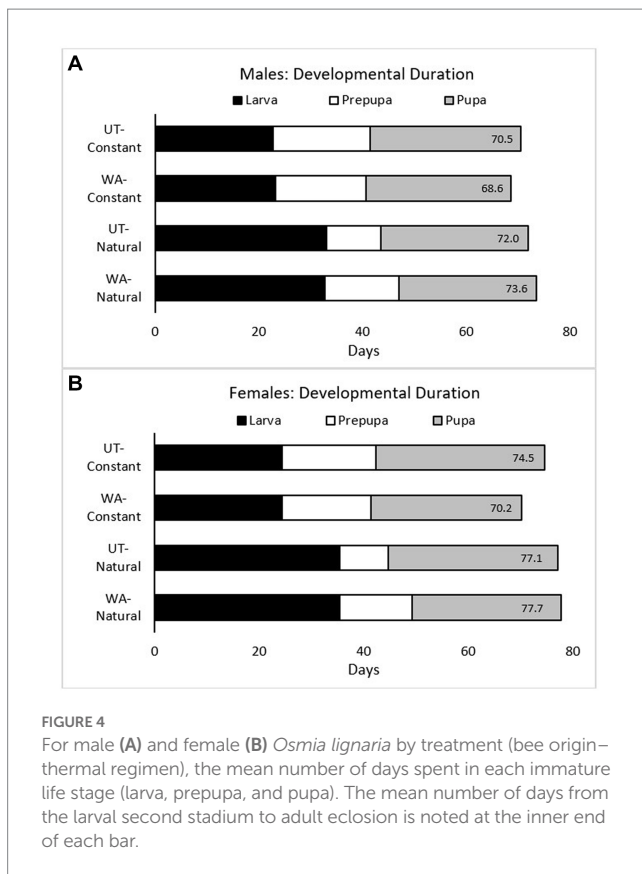 A
Males: Developmental Duration
Larva Prepupa Pupa
UT-
Constant
70.5
WA-
Constant
68.6
UT-
Natural
72.0
WA-
Natural
73.6
0 20 40 60 80
Days
B
Females: Developmental Duration
Larva Prepupa Pupa
UT-
Constant
74.5
WA-
Constant
70.2
UT-
Natural
77.1
WA-
Natural
77.7
0 20 40 60 80
Days
FIGURE 4
For male (A) and female (B) Osmia lignaria by treatment (bee origin–
thermal regimen), the mean number of days spent in each immature
life stage (larva, prepupa, and pupa). The mean number of days from
the larval second stadium to adult eclosion is noted at the inner end
of each bar.